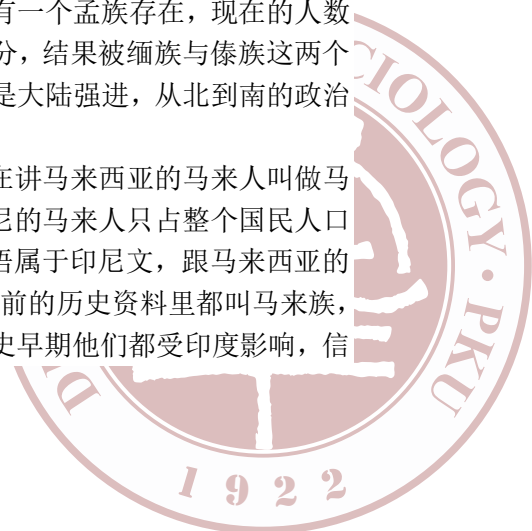 有一个孟族存在，现在的人数
分，结果被缅族与傣族这两个
是大陆强进，从北到南的政治
在讲马来西亚的马来人叫做马
尼的马来人只占整个国民人口
语属于印尼文，跟马来西亚的
前的历史资料里都叫马来族，
史早期他们都受印度影响，信
CIOLOGY · PKU
D
1922